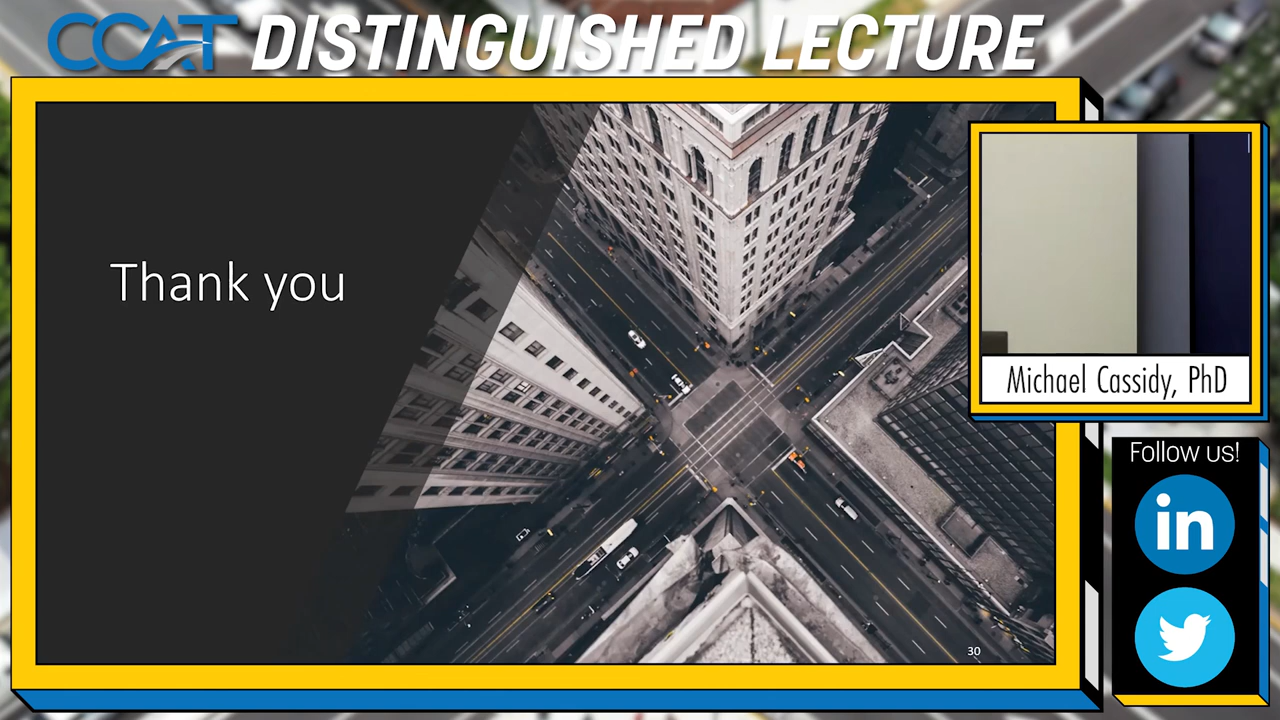 CCAT DISTINGUISHED LECTURE
Thank you
30
Michael Cassidy, PhD
Follow us!
in